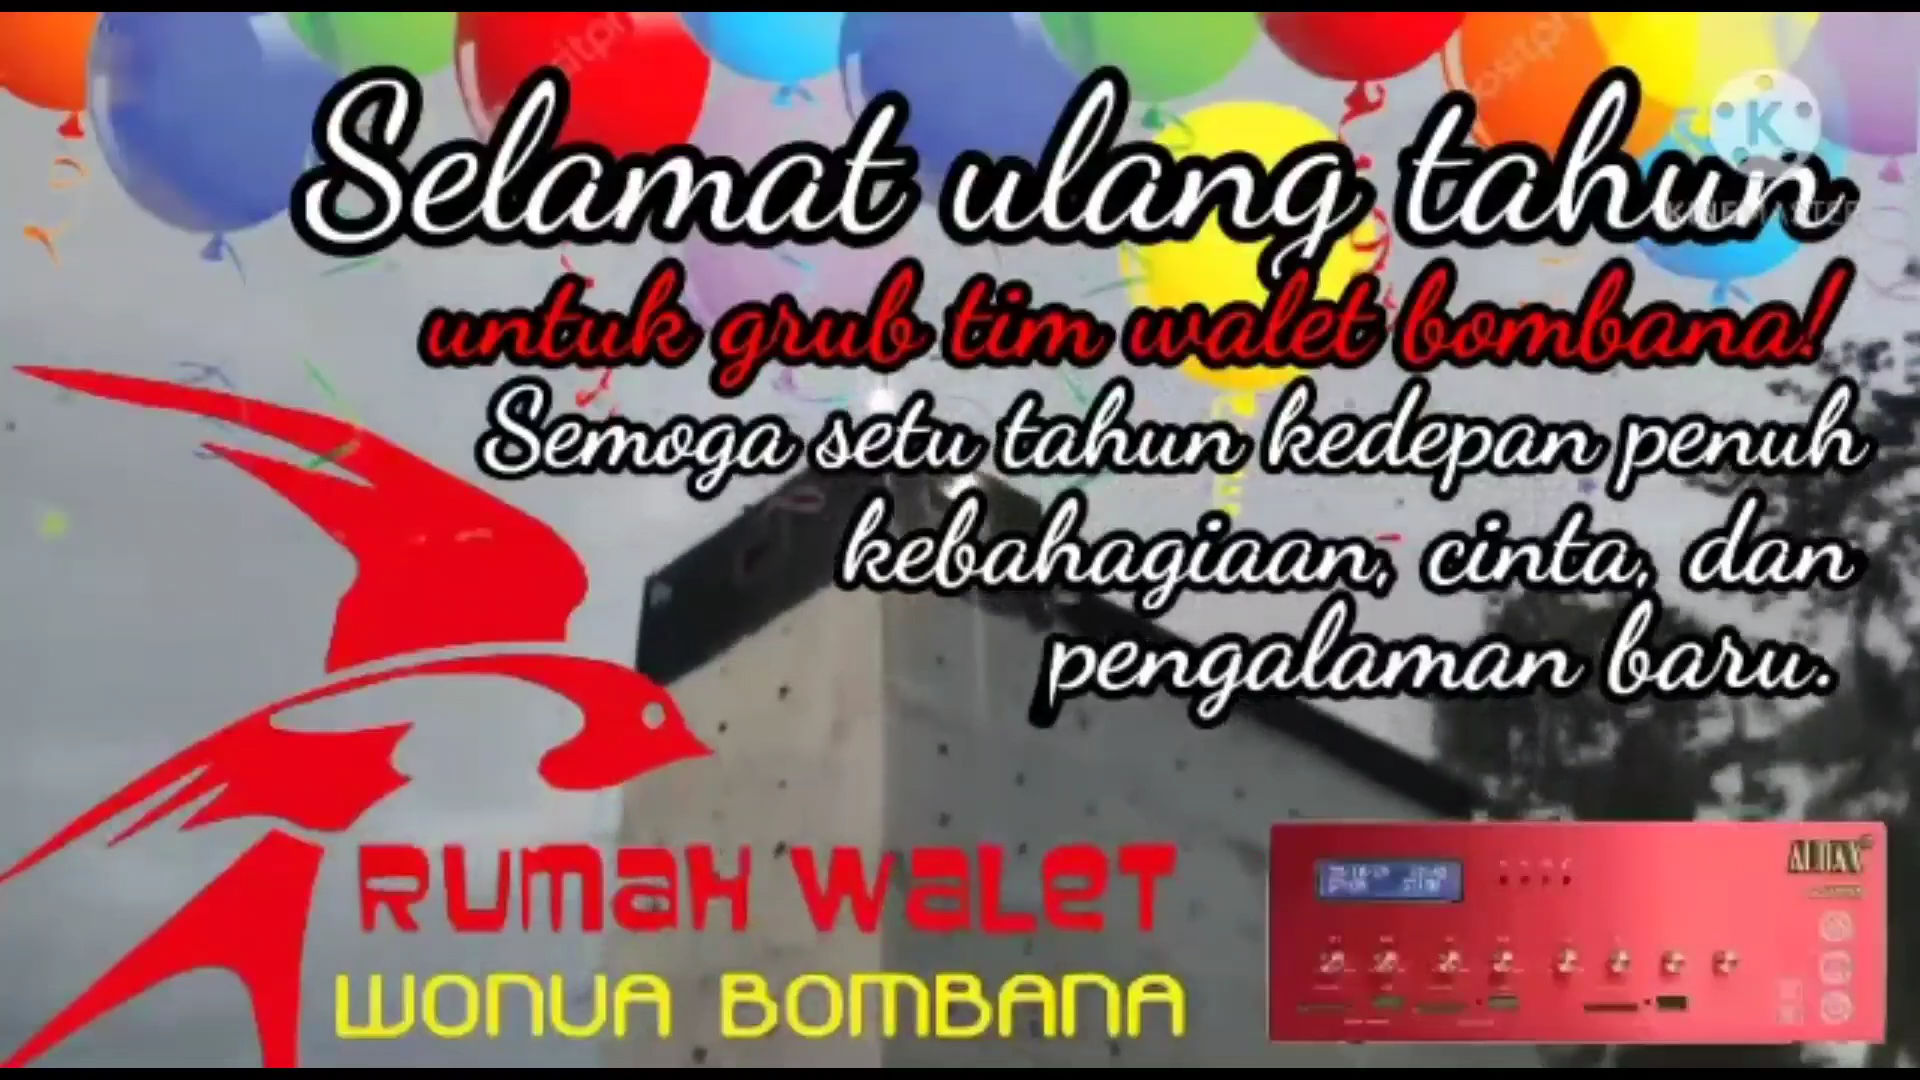 Selamat ulang tahun,
untuk grub tim walet bombana!
Semoga setu tahun kedepan penuh
kebahagiaan, cinta, dan
pengalaman baru.
K
KINEMASTER
RUMAH WALET
WONUA BOMBANA